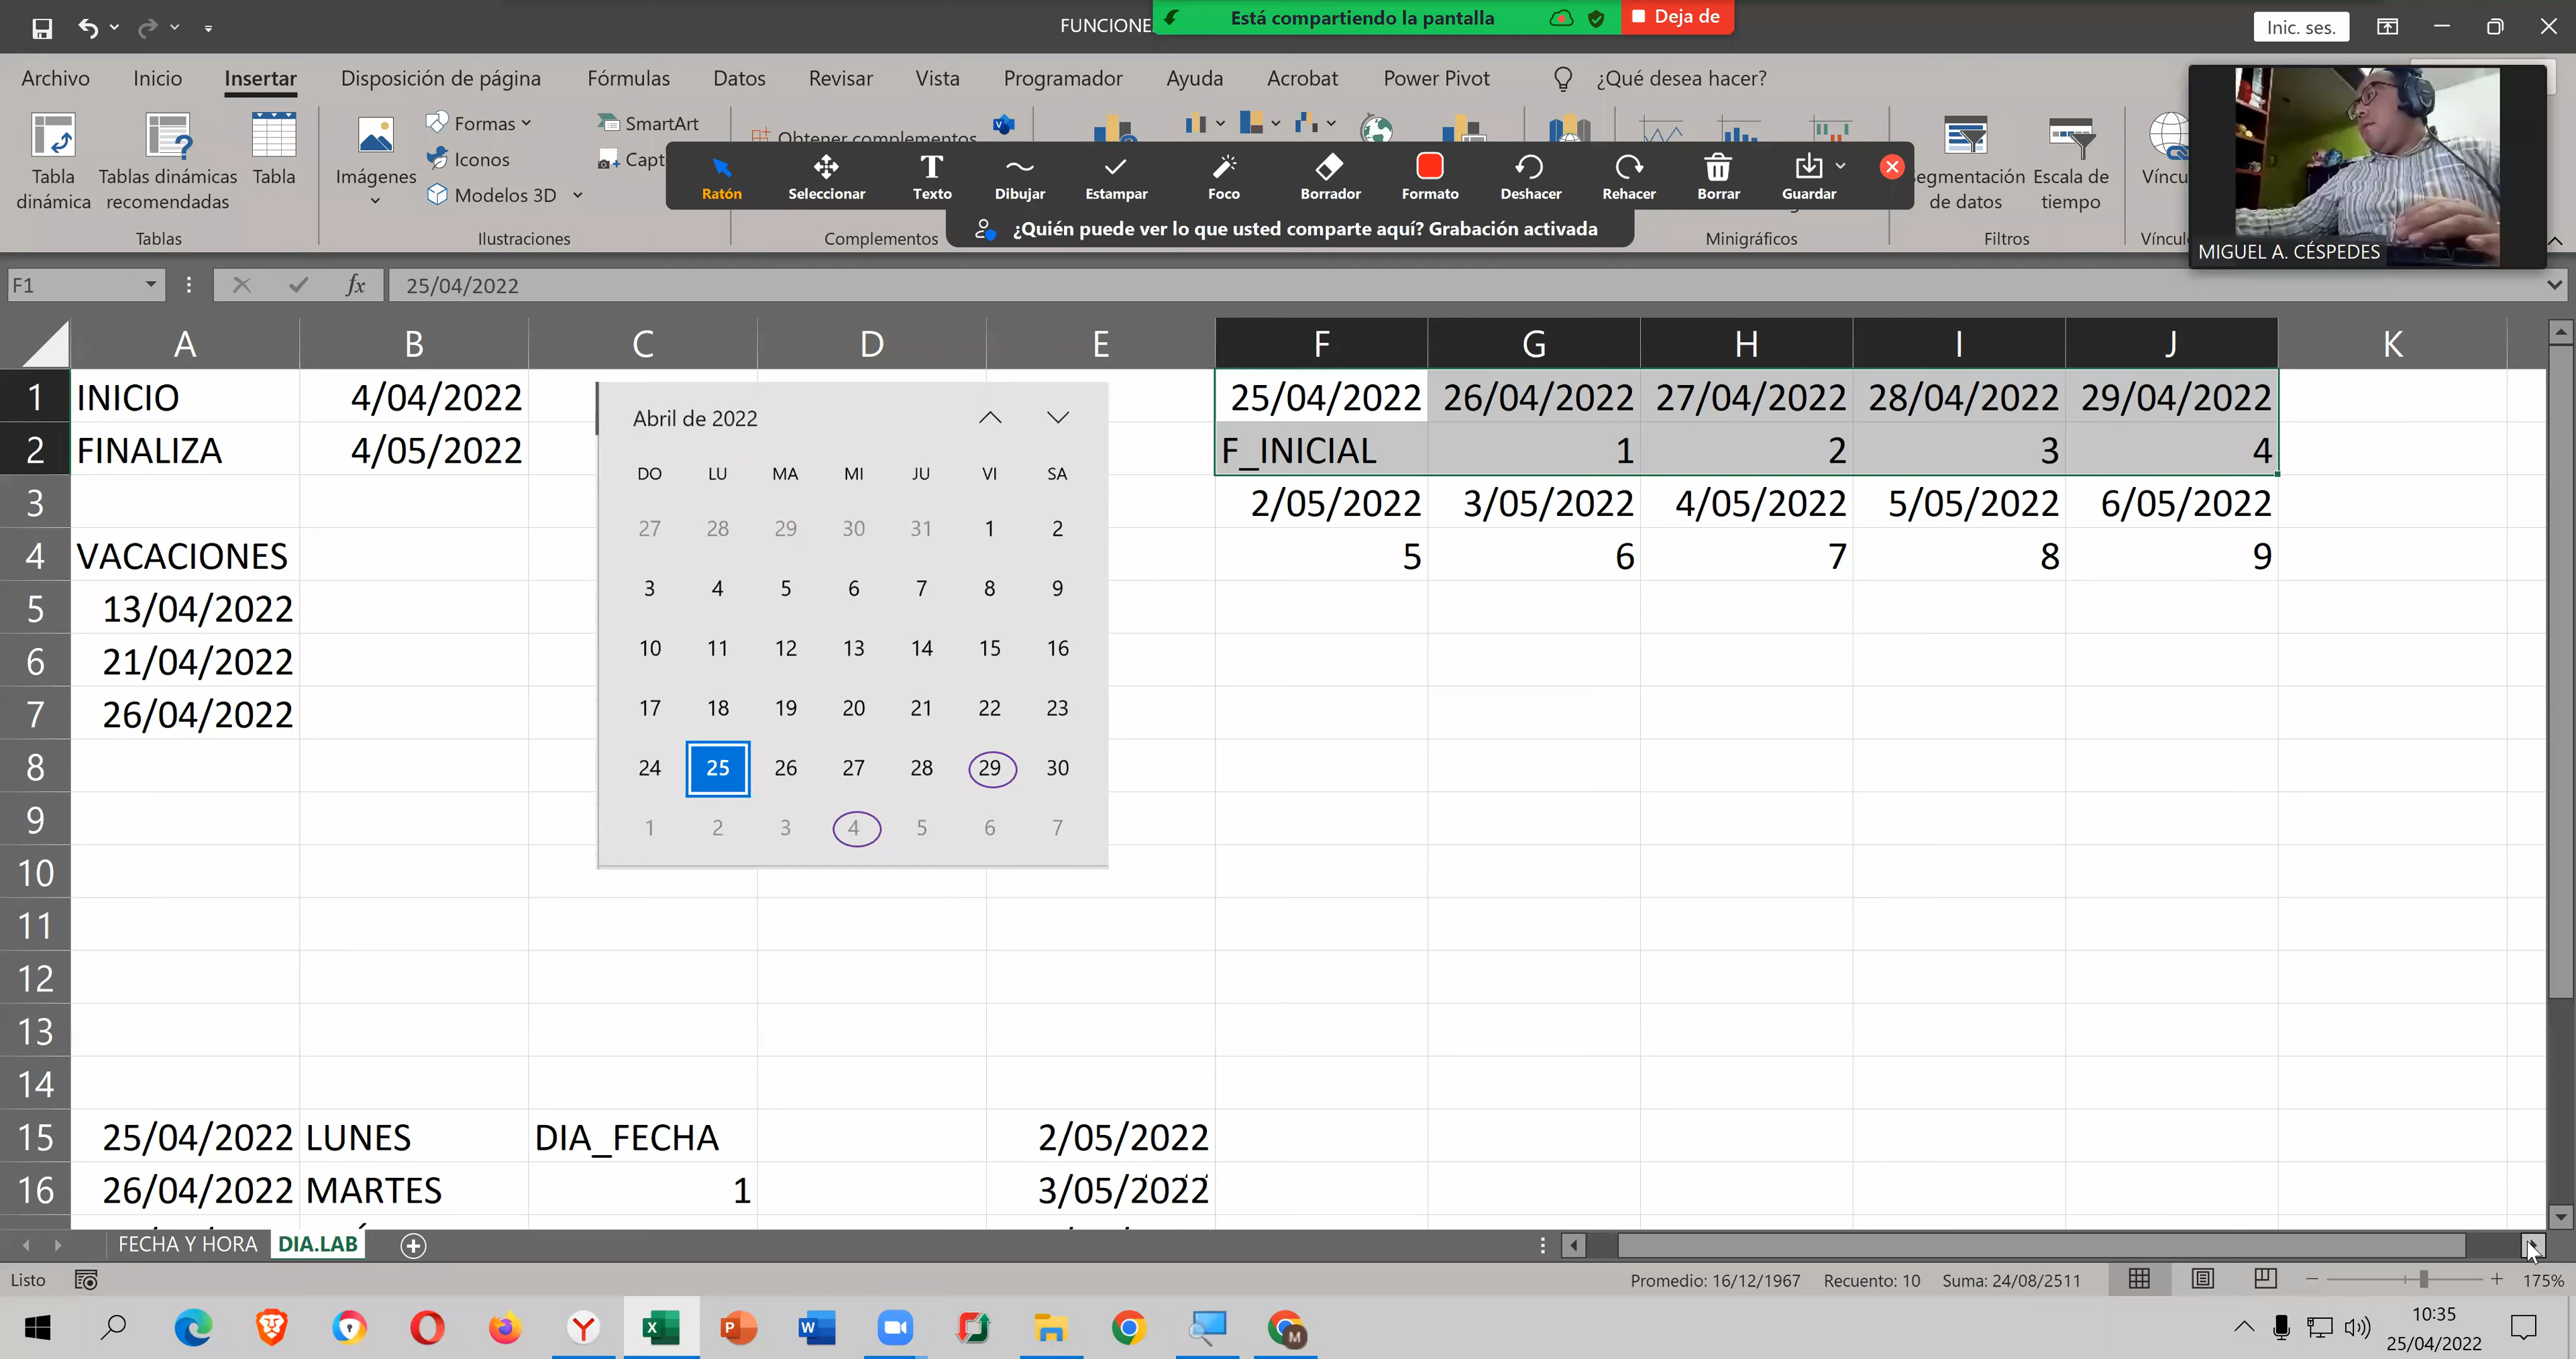 FUNCIONE
Está compartiendo la pantalla
Deja de
Inic. ses.
Archivo Inicio Insertar Disposición de página Fórmulas Datos Revisar Vista Programador Ayuda Acrobat Power Pivot ¿Qué desea hacer?
Tabla dinámica
Tablas dinámicas recomendadas
Tabla
Tablas
Imágenes
Formas
Iconos
Modelos 3D
SmartArt
Capt
Ilustraciones
Obtener complementos
Complementos
Ratón Seleccionar Texto Dibujar Estampar Foco Borrador Formato Deshacer Rehacer Borrar Guardar
¿Quién puede ver lo que usted comparte aquí? Grabación activada
Minigráficos
egmentación de datos
Escala de tiempo
Filtros
Víncu
Víncul
MIGUEL A. CÉSPEDES
F1
fx
25/04/2022
A B C D E F G H I J K
1 INICIO 4/04/2022 25/04/2022 26/04/2022 27/04/2022 28/04/2022 29/04/2022
2 FINALIZA 4/05/2022 F_INICIAL 1 2 3 4
3 2/05/2022 3/05/2022 4/05/2022 5/05/2022 6/05/2022
4 VACACIONES 5 6 7 8 9
5 13/04/2022
6 21/04/2022
7 26/04/2022
8
9
10
11
12
13
14
15 25/04/2022 LUNES DIA_FECHA 2/05/2022
16 26/04/2022 MARTES 1 3/05/2022
Abril de 2022
DO LU MA MI JU VI SA
27 28 29 30 31 1 2
3 4 5 6 7 8 9
10 11 12 13 14 15 16
17 18 19 20 21 22 23
24 25 26 27 28 29 30
1 2 3 4 5 6 7
FECHA Y HORA DIA.LAB
Listo
Promedio: 16/12/1967 Recuento: 10 Suma: 24/08/2511
175%
10:35
25/04/2022